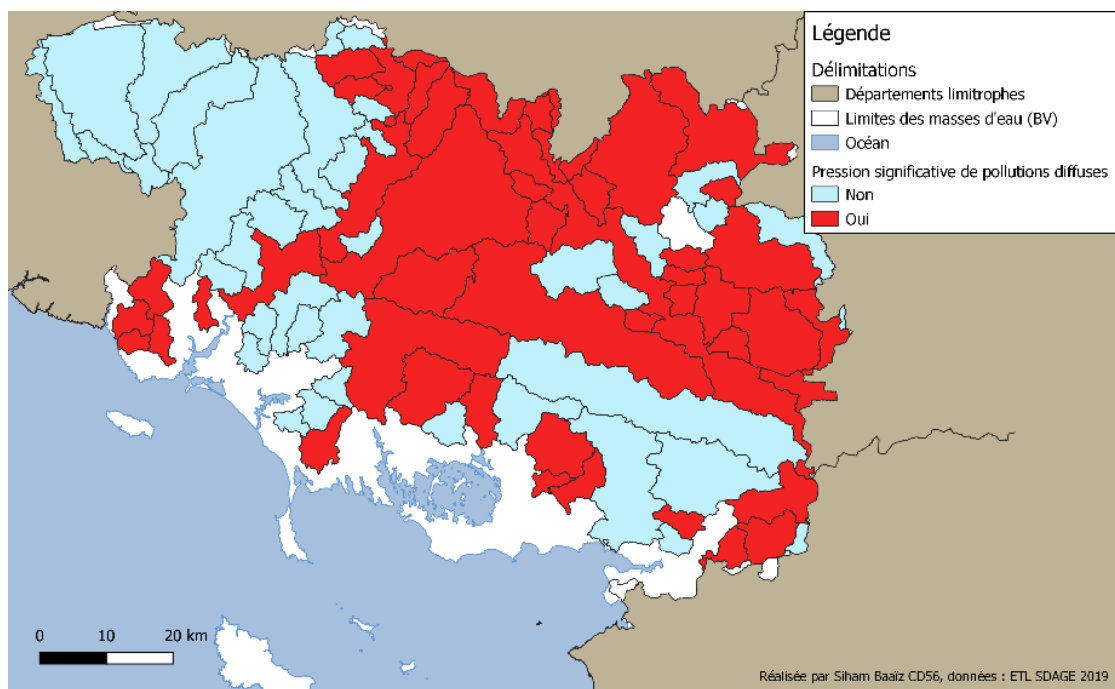 Légende
Délimitations
Départements limitrophes
Limites des masses d'eau (BV)
Océan
Pression significative de pollutions diffuses
Non
Oui
0 10 20 km
Réalisée par Siham Baaïz CD56, données : ETL SDAGE 2019